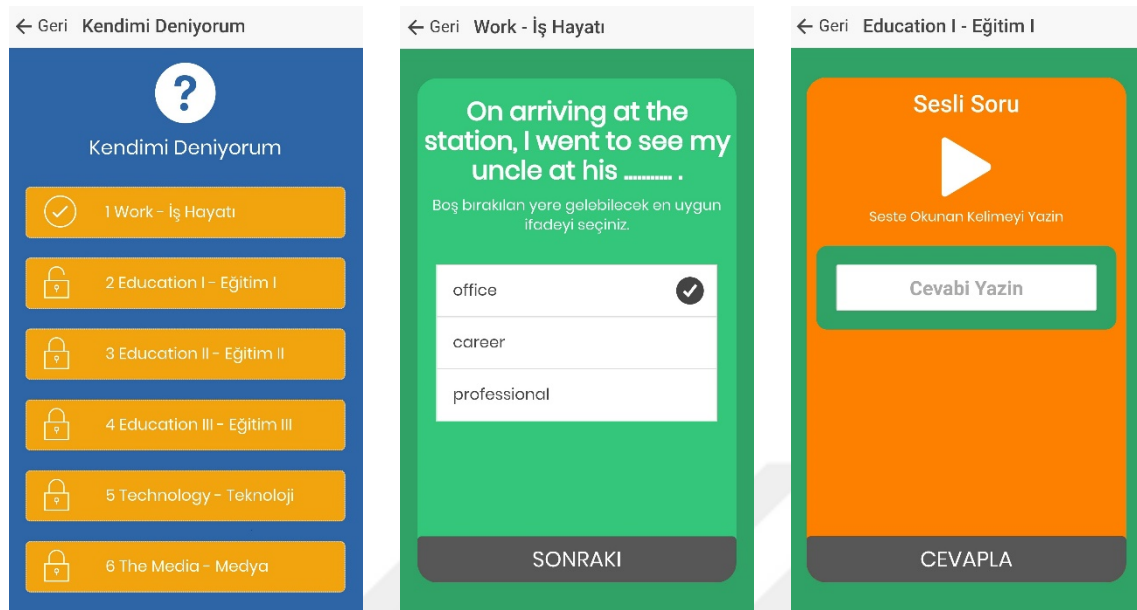 ← Geri Kendimi Deniyorum
?
Kendimi Deniyorum
1 Work - İş Hayatı
2 Education I - Eğitim I
3 Education II - Eğitim II
4 Education III - Eğitim III
5 Technology - Teknoloji
6 The Media - Medya
← Geri Work - İş Hayatı
On arriving at the
station, I went to see my
uncle at his ........... .
Boş bırakılan yere gelebilecek en uygun
ifadeyi seçiniz.
office
career
professional
SONRAKI
← Geri Education I - Eğitim I
Sesli Soru
Seste Okunan Kelimeyi Yazin
Cevabi Yazin
CEVAPLA